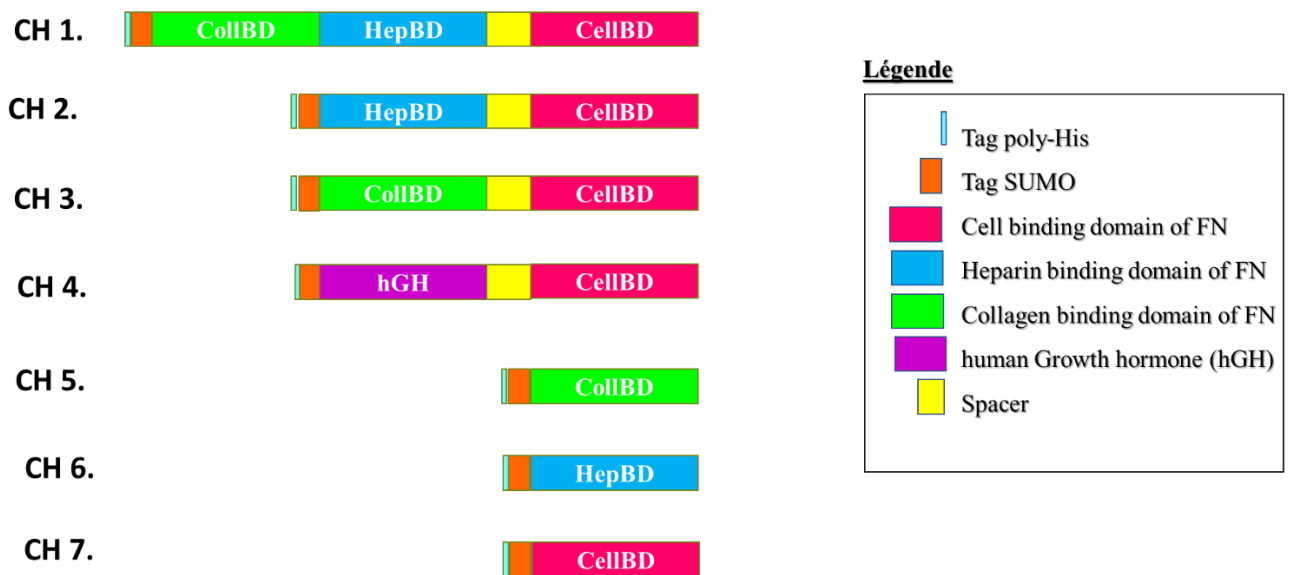 CH 1. CollBD HepBD CellBD
CH 2. HepBD CellBD
CH 3. CollBD CellBD
CH 4. hGH CellBD
CH 5. CollBD
CH 6. HepBD
CH 7. CellBD
Légende
Tag poly-His
Tag SUMO
Cell binding domain of FN
Heparin binding domain of FN
Collagen binding domain of FN
human Growth hormone (hGH)
Spacer